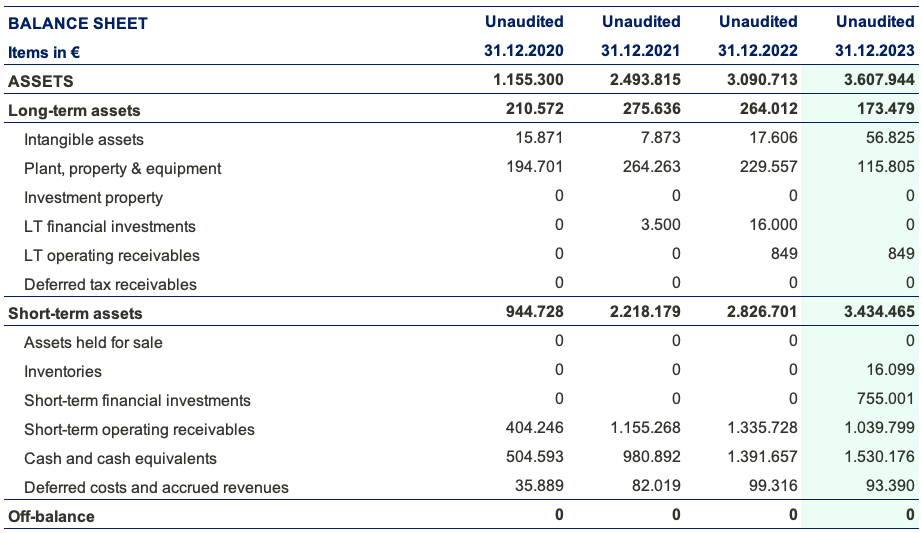 BALANCE SHEET Unaudited Unaudited Unaudited Unaudited
Items in € 31.12.2020 31.12.2021 31.12.2022 31.12.2023
ASSETS 1.155.300 2.493.815 3.090.713 3.607.944
Long-term assets 210.572 275.636 264.012 173.479
Intangible assets 15.871 7.873 17.606 56.825
Plant, property & equipment 194.701 264.263 229.557 115.805
Investment property 0 0 0 0
LT financial investments 0 3.500 16.000 0
LT operating receivables 0 0 849 849
Deferred tax receivables 0 0 0 0
Short-term assets 944.728 2.218.179 2.826.701 3.434.465
Assets held for sale 0 0 0 0
Inventories 0 0 0 16.099
Short-term financial investments 0 0 0 755.001
Short-term operating receivables 404.246 1.155.268 1.335.728 1.039.799
Cash and cash equivalents 504.593 980.892 1.391.657 1.530.176
Deferred costs and accrued revenues 35.889 82.019 99.316 93.390
Off-balance 0 0 0 0